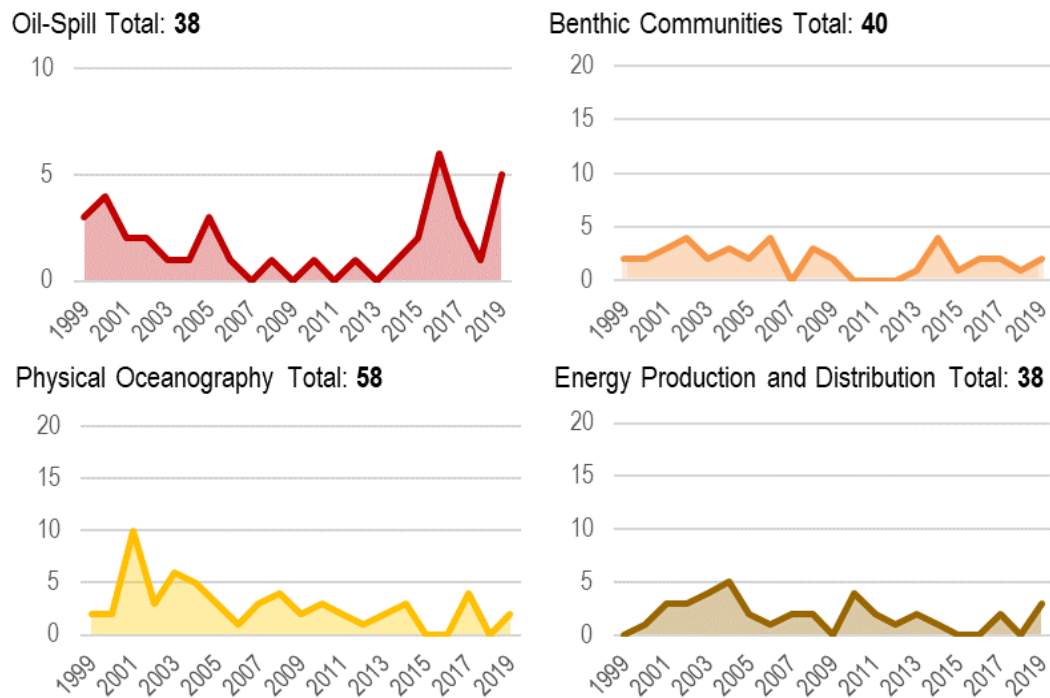 Oil-Spill Total: 38
10
5
0
1999 2001 2003 2005 2007 2009 2011 2013 2015 2017 2019
Benthic Communities Total: 40
20
15
10
5
0
1999 2001 2003 2005 2007 2009 2011 2013 2015 2017 2019
Physical Oceanography Total: 58
20
15
10
5
0
1999 2001 2003 2005 2007 2009 2011 2013 2015 2017 2019
Energy Production and Distribution Total: 38
20
15
10
5
0
1999 2001 2003 2005 2007 2009 2011 2013 2015 2017 2019